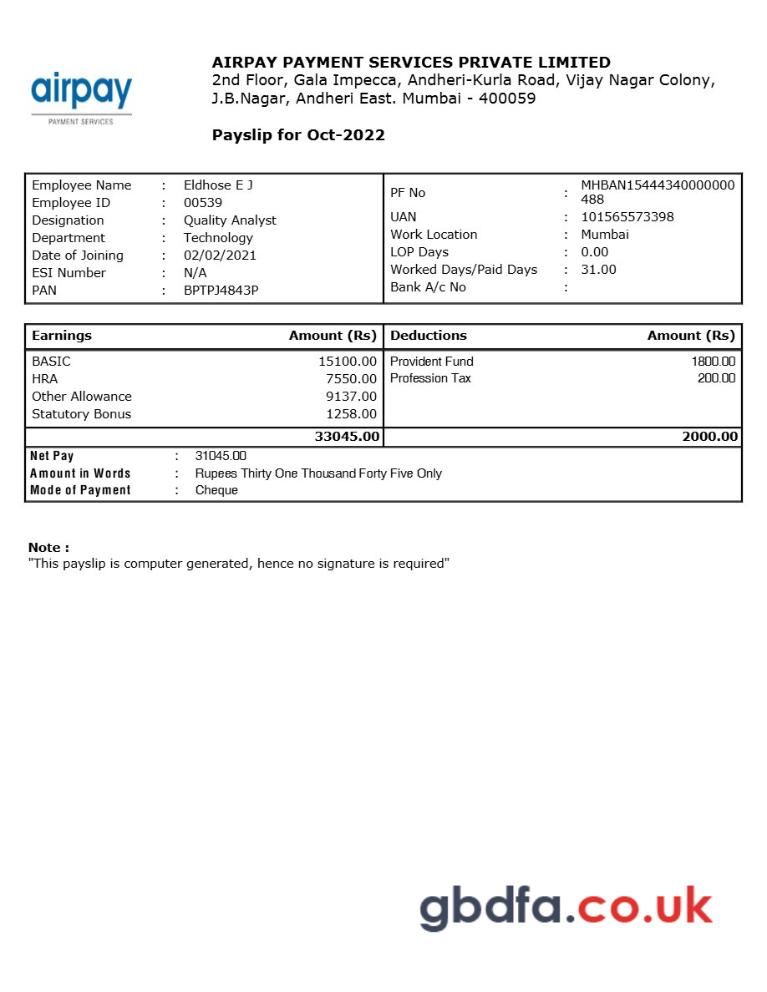 airpay
PAYMENT SERVICES
AIRPAY PAYMENT SERVICES PRIVATE LIMITED
2nd Floor, Gala Impecca, Andheri-Kurla Road, Vijay Nagar Colony,
J.B.Nagar, Andheri East. Mumbai - 400059
Payslip for Oct-2022
Employee Name : Eldhose E J
Employee ID : 00539
Designation : Quality Analyst
Department : Technology
Date of Joining : 02/02/2021
ESI Number : N/A
PAN : BPTPJ4843P
PF No : MHBAN15444340000000
488
UAN : 101565573398
Work Location : Mumbai
LOP Days : 0.00
Worked Days/Paid Days : 31.00
Bank A/c No :
Earnings Amount (Rs) Deductions Amount (Rs)
BASIC 15100.00 Provident Fund 1800.00
HRA 7550.00 Profession Tax 200.00
Other Allowance 9137.00
Statutory Bonus 1258.00
33045.00 2000.00
Net Pay : 31045.00
Amount in Words : Rupees Thirty One Thousand Forty Five Only
Mode of Payment : Cheque
Note :
"This payslip is computer generated, hence no signature is required"
gbdfa.co.uk